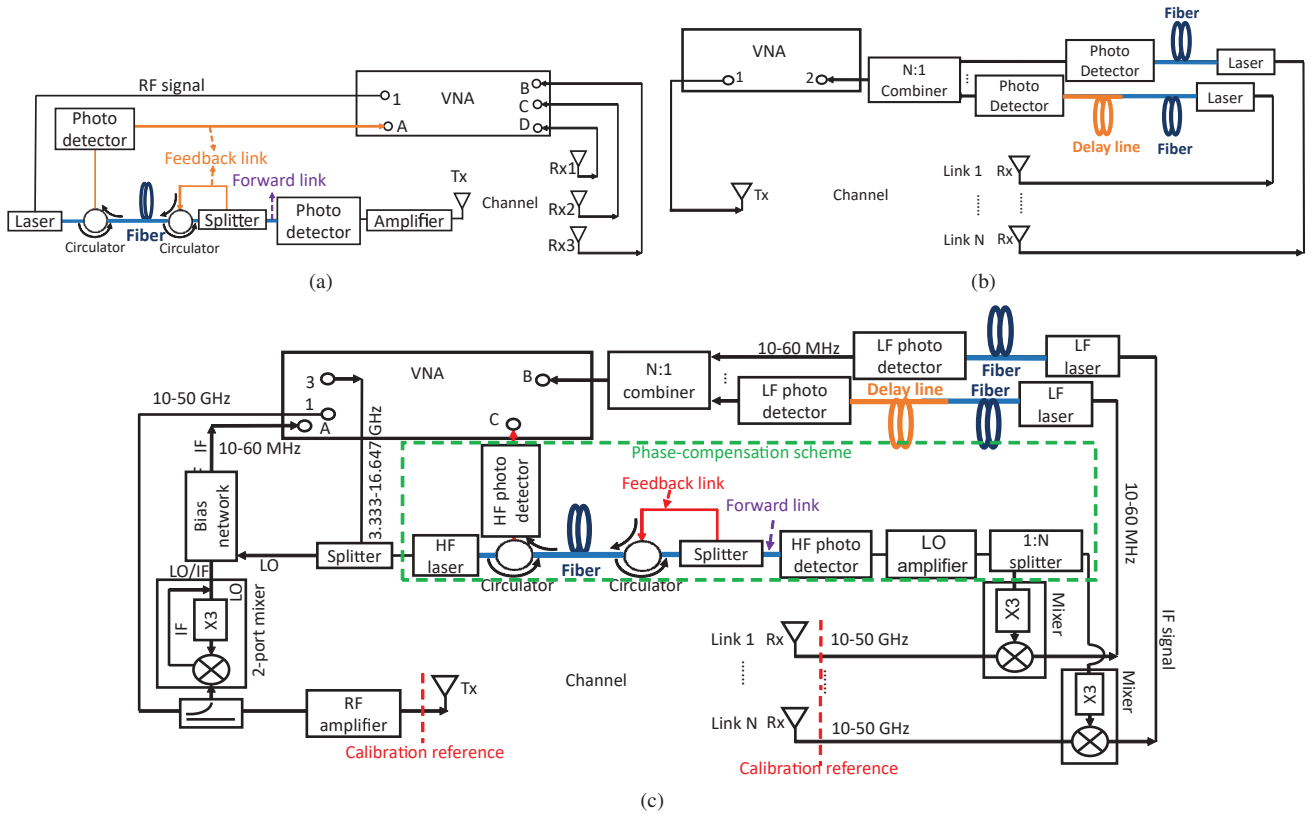 RF signal
1
VNA
B
C
D
A
Photo
detector
Feedback link
Forward link
Tx
Channel
Rx1
Rx2
Rx3
Laser
Circulator
Fiber
Circulator
Splitter
Photo
detector
Amplifier
(a)
VNA
1
2
N:1
Combiner
Photo
Detector
Fiber
Laser
Photo
Detector
Delay line
Fiber
Laser
Tx
Channel
Link 1 Rx
Link N Rx
(b)
VNA
3
1
A
B
C
10-50 GHz
IF
10-60 MHz
3.333-16.647 GHz
N:1
combiner
10-60 MHz
LF photo
detector
Fiber
LF
laser
LF photo
detector
Delay line
Fiber
LF
laser
Phase-compensation scheme
Bias
network
LO/IF
LO
Splitter
HF
laser
HF photo
detector
Circulator
Fiber
Circulator
Feedback link
Splitter
Forward link
HF photo
detector
LO
amplifier
1:N
splitter
10-60 MHz
IF signal
LO
IF
X3
2-port mixer
X3
Mixer
X3
Mixer
RF
amplifier
Tx
Calibration reference
Channel
Link 1 Rx
10-50 GHz
Link N Rx
10-50 GHz
Calibration reference
(c)